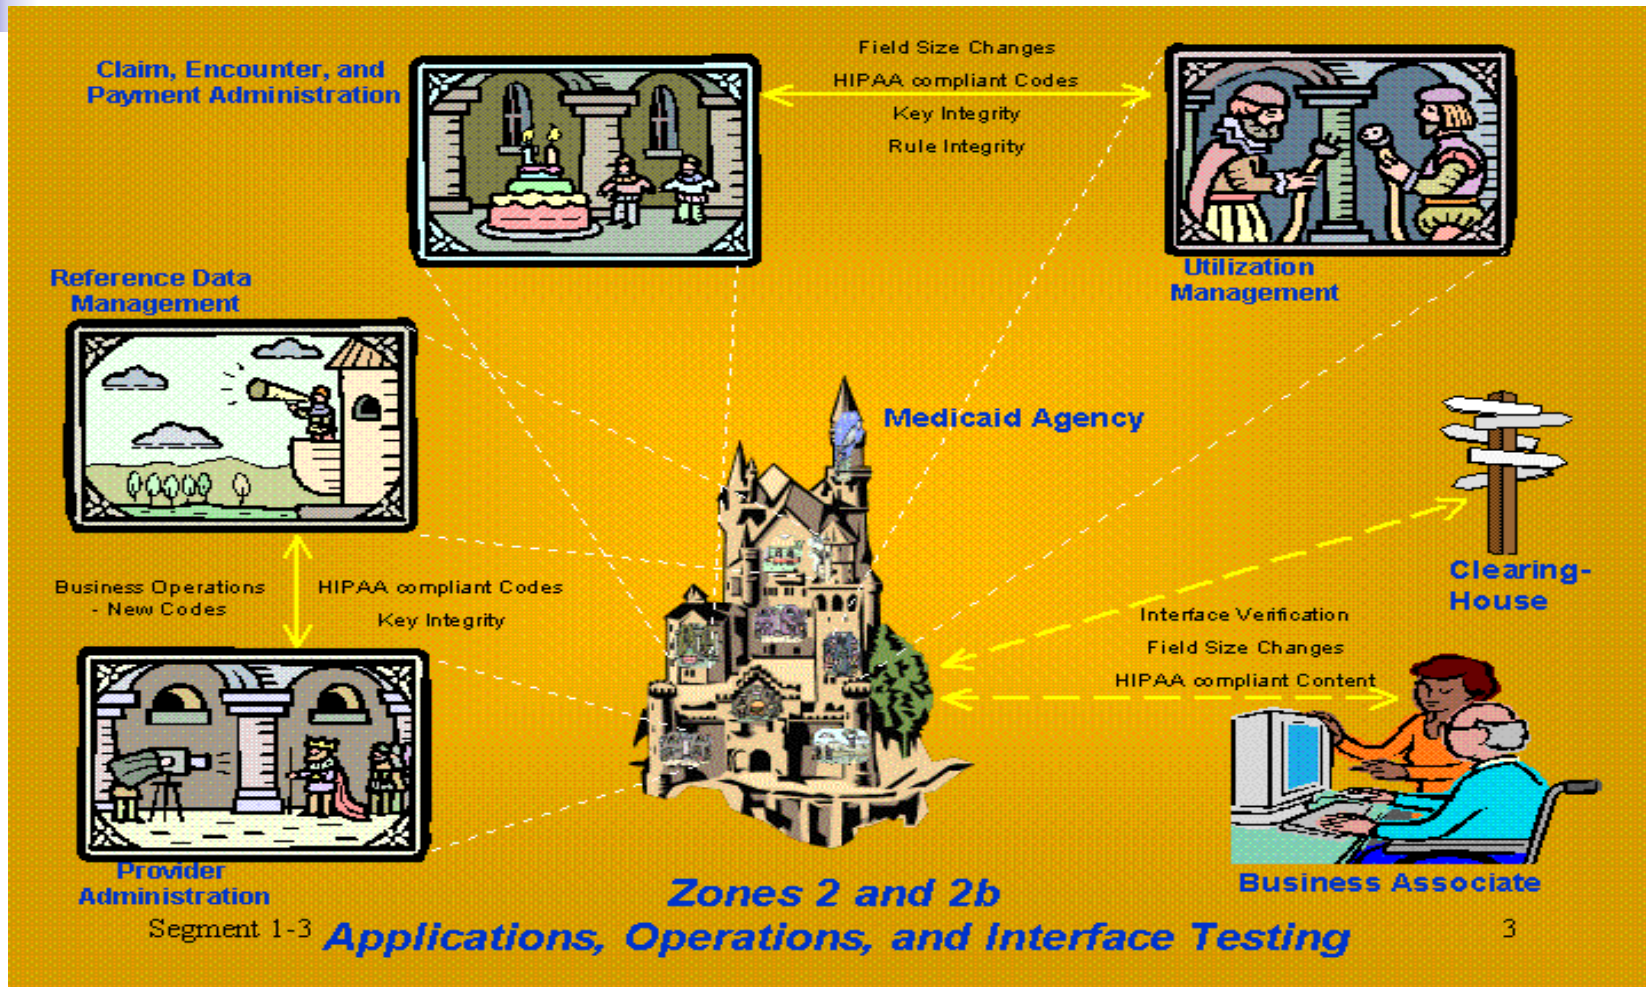 Claim, Encounter, and
Payment Administration
Field Size Changes
HIPAA compliant Codes
Key Integrity
Rule Integrity
Utilization
Management
Reference Data
Management
Medicaid Agency
Business Operations
- New Codes
HIPAA compliant Codes
Key Integrity
Clearing-
House
Interface Verification
Field Size Changes
HIPAA compliant Content
Provider
Administration
Business Associate
Zones 2 and 2b
Applications, Operations, and Interface Testing
Segment 1-3
3